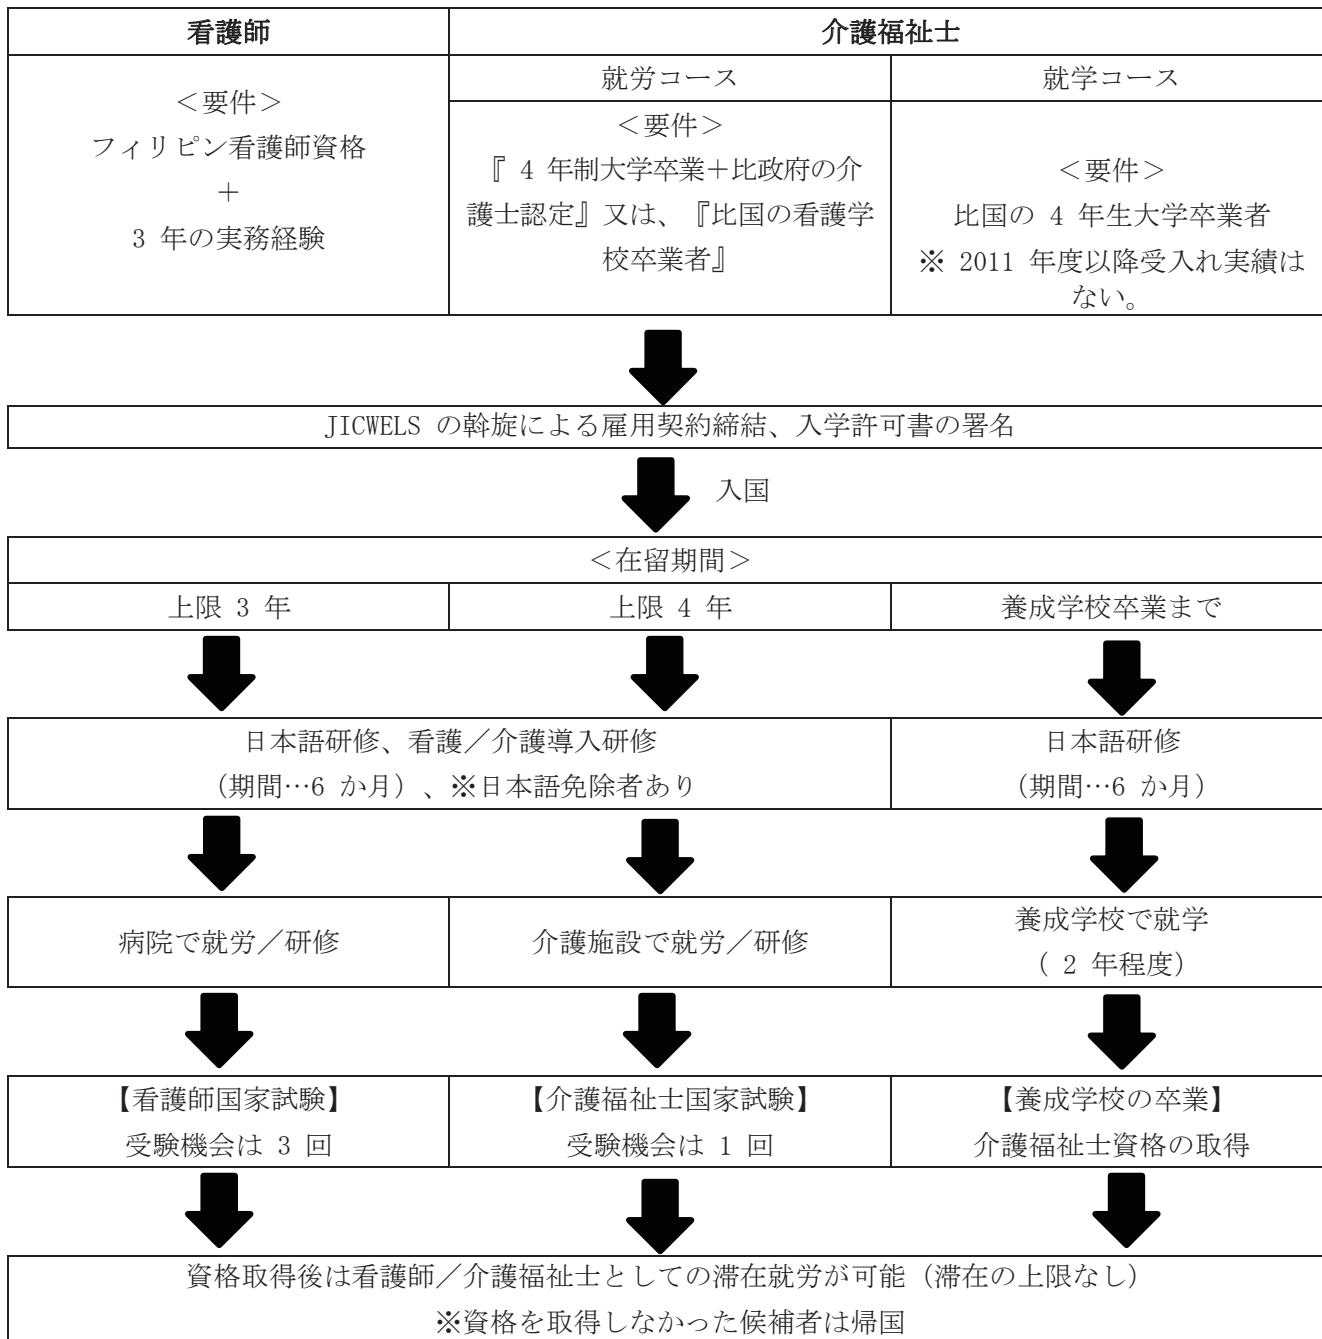 看護師
介護福祉士
＜要件＞
フィリピン看護師資格
＋
3 年の実務経験
就労コース
＜要件＞
『 4 年制大学卒業＋比政府の介
護士認定』又は、『比国の看護学
校卒業者』
就学コース
＜要件＞
比国の 4 年生大学卒業者
※ 2011 年度以降受入れ実績は
ない。
JICWELS の斡旋による雇用契約締結、入学許可書の署名
入国
＜在留期間＞
上限 3 年
上限 4 年
養成学校卒業まで
日本語研修、看護／介護導入研修
（期間…6 か月）、※日本語免除者あり
日本語研修
（期間…6 か月）
病院で就労／研修
介護施設で就労／研修
養成学校で就学
（ 2 年程度）
【看護師国家試験】
受験機会は 3 回
【介護福祉士国家試験】
受験機会は 1 回
【養成学校の卒業】
介護福祉士資格の取得
資格取得後は看護師／介護福祉士としての滞在就労が可能（滞在の上限なし）
※資格を取得しなかった候補者は帰国